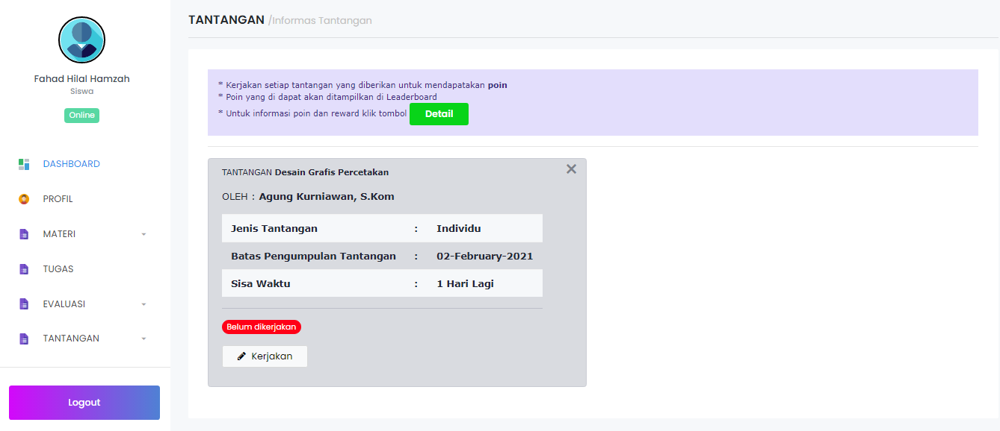 Fahad Hilal Hamzah
Siswa
Online
DASHBOARD
PROFIL
MATERI
TUGAS
EVALUASI
TANTANGAN
Logout
TANTANGAN /Informas Tantangan
* Kerjakan setiap tantangan yang diberikan untuk mendapatakan poin
* Poin yang di dapat akan ditampilkan di Leaderboard
* Untuk informasi poin dan reward klik tombol Detail
TANTANGAN Desain Grafis Percetakan
OLEH : Agung Kurniawan, S.Kom
Jenis Tantangan : Individu
Batas Pengumpulan Tantangan : 02-February-2021
Sisa Waktu : 1 Hari Lagi
Belum dikerjakan
Kerjakan